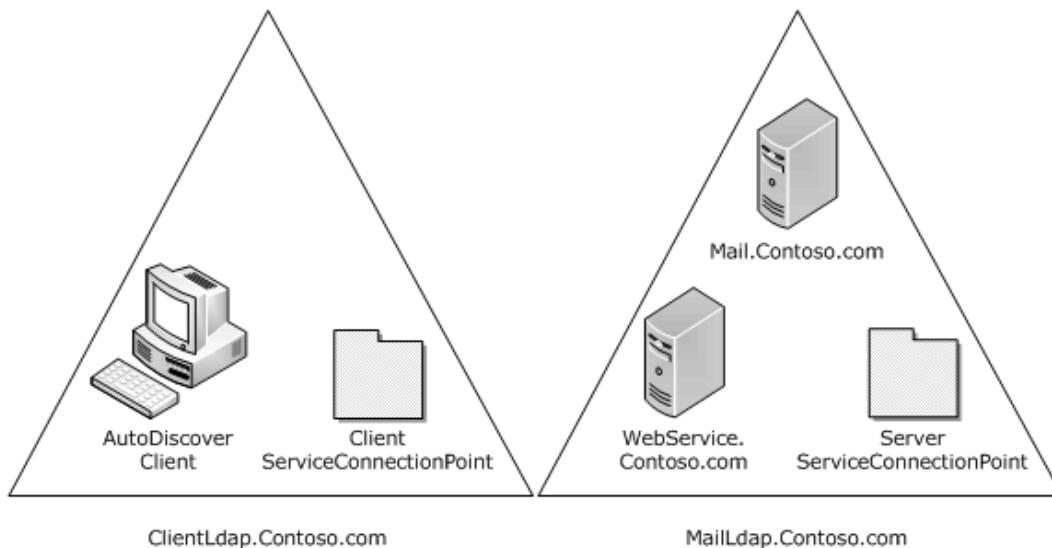 Mail.Contoso.com
AutoDiscover
Client
Client
ServiceConnectionPoint
WebService.
Contoso.com
Server
ServiceConnectionPoint
ClientLdap.Contoso.com
MailLdap.Contoso.com